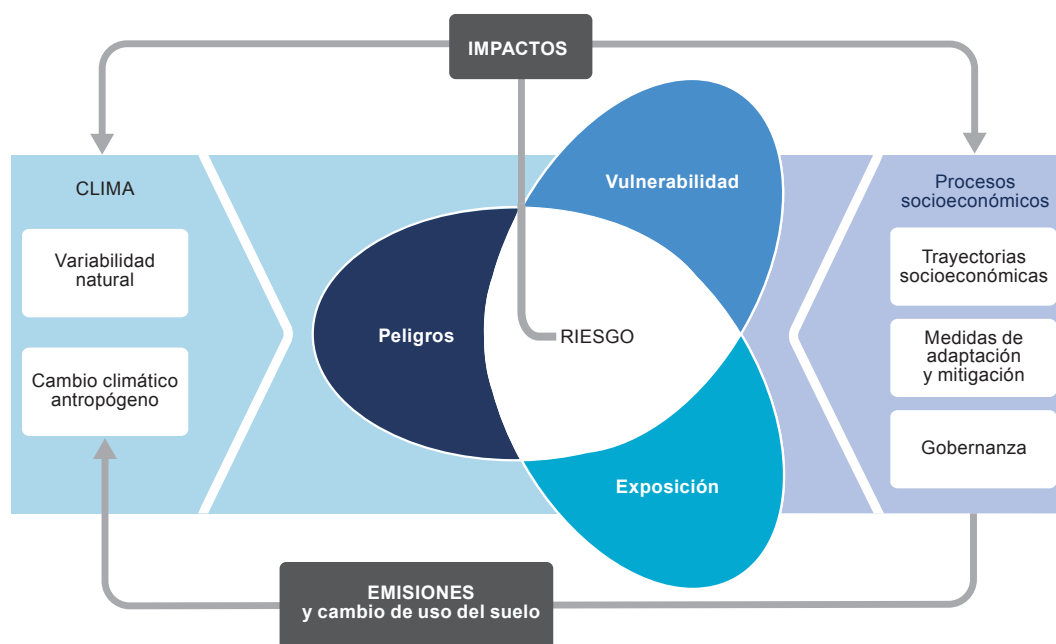 IMPACTOS
CLIMA
Variabilidad
natural
Cambio climático
antropógeno
Vulnerabilidad
Peligros
RIESGO
Exposición
Procesos
socioeconómicos
Trayectorias
socioeconómicas
Medidas de
adaptación
y mitigación
Gobernanza
EMISIONES
y cambio de uso del suelo